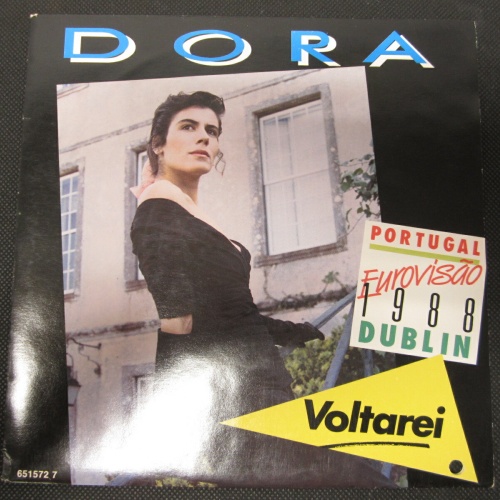 DORA
PORTUGAL
Eurovisão
1988
DUBLIN
Voltarei
651572 7